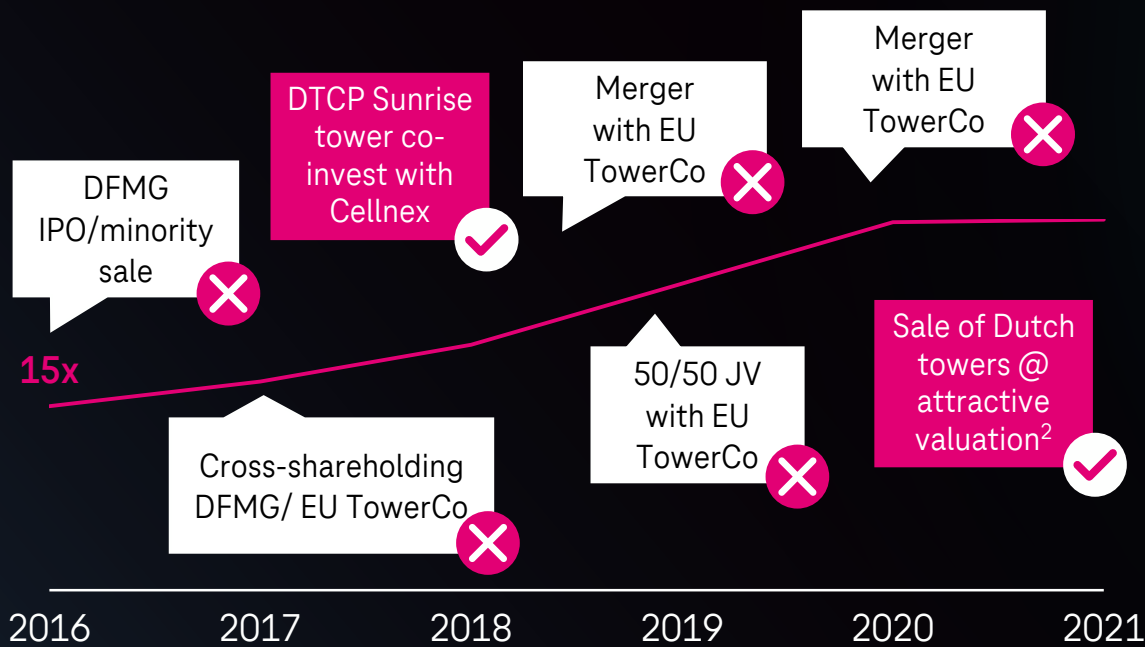 DFMG
IPO/minority
sale
15x
Cross-shareholding
DFMG/ EU TowerCo
DTCP Sunrise
tower co-
invest with
Cellnex
Merger
with EU
TowerCo
50/50 JV
with EU
TowerCo
Merger
with EU
TowerCo
Sale of Dutch
towers @
attractive
valuation²
2016 2017 2018 2019 2020 2021